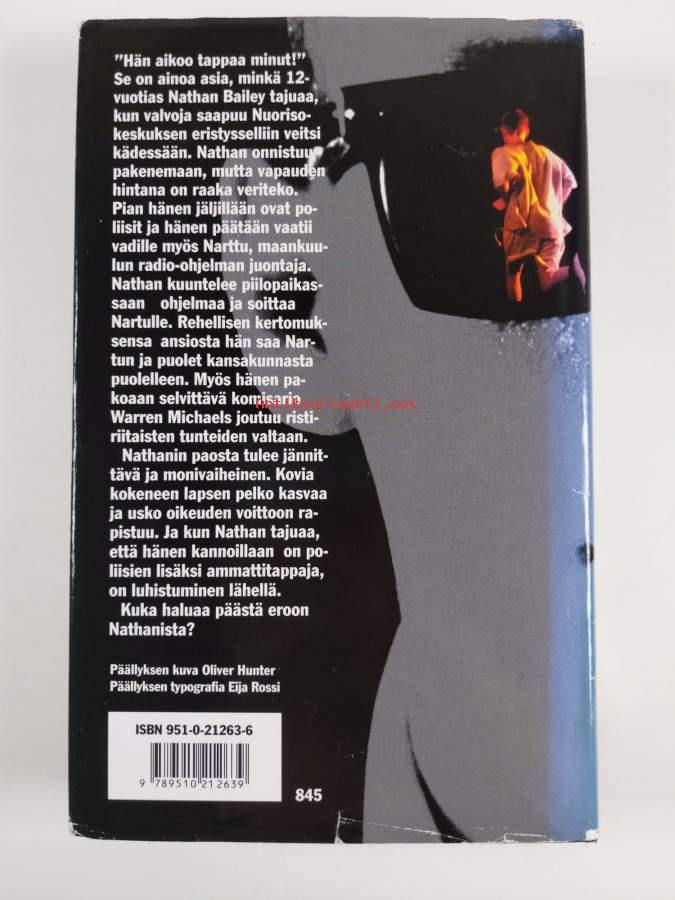 "Hän aikoo tappaa minut!"
Se on ainoa asia, minkä 12-
vuotias Nathan Bailey tajuaa,
kun valvoja saapuu Nuoriso-
keskuksen eristysselliin veitsi
kädessään. Nathan onnistuu
pakenemaan, mutta vapauden
hintana on raaka veriteko.
Pian hänen jäljillään ovat po-
liisit ja hänen päätään vaatii
vadille myös Narttu, maankuu-
lun radio-ohjelman juontaja.
Nathan kuuntelee piilopaikas-
saan ohjelmaa ja soittaa
Nartulle. Rehellisen kertomuk-
sensa ansiosta hän saa Nar-
tun ja puolet kansakunnasta
puolelleen. Myös hänen pa-
koaan selvittävä komisario
Warren Michaels joutuu risti-
riitaisten tunteiden valtaan.
Nathanin paosta tulee jännit-
tävä ja monivaiheinen. Kovia
kokeneen lapsen pelko kasvaa
ja usko oikeuden voittoon ra-
pistuu. Ja kun Nathan tajuaa,
että hänen kannoillaan on po-
liisien lisäksi ammattitappaja,
on luhistuminen lähellä.
Kuka haluaa päästä eroon
Nathanista?
Päällyksen kuva Oliver Hunter
Päällyksen typografia Eija Rossi
ISBN 951-0-21263-6
9 789510 212639
845